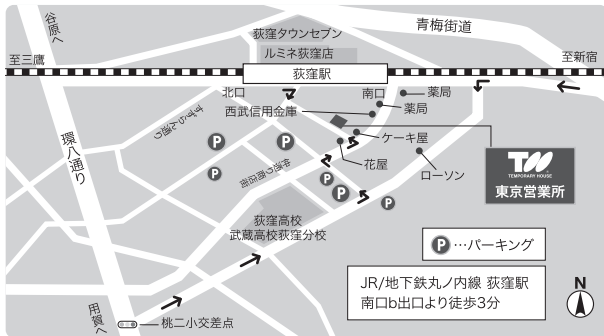 谷原へ
荻窪タウンセブン
青梅街道
ルミネ荻窪店
至三鷹
荻窪駅
至新宿
北口
南口
薬局
薬局
西武信用金庫
すずらん通り
ケーキ屋
環八通り
花屋
ローソン
TEMPORARY HOUSE
東京営業所
P
P
P
P
P
P
荻窪高校
武蔵高校荻窪分校
P…パーキング
JR/地下鉄丸ノ内線 荻窪駅
南口b出口より徒歩3分
N
用賀へ
桃二小交差点